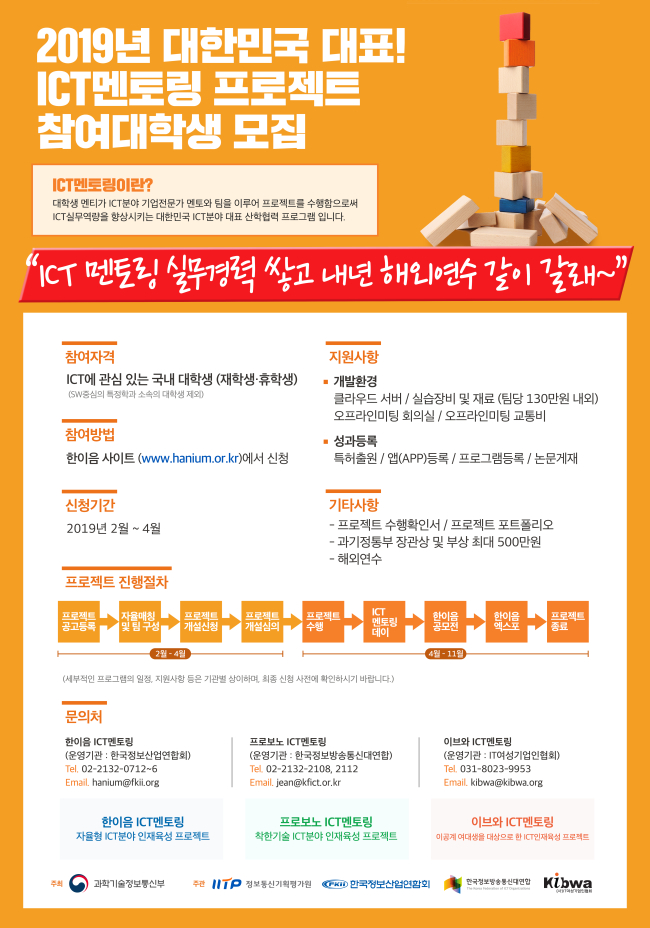 2019년 대한민국 대표!
ICT멘토링 프로젝트
참여대학생 모집
ICT멘토링이란?
대학생 멘티가 ICT분야 기업전문가 멘토와 팀을 이루어 프로젝트를 수행함으로써
ICT실무역량을 향상시키는 대한민국 ICT분야 대표 산학협력 프로그램 입니다.
“ICT 멘토링 실무경력 쌓고 내년 해외연수 같이 갈래~”
참여자격
ICT에 관심 있는 국내 대학생 (재학생·휴학생)
(SW중심의 특정학과 소속의 대학생 제외)
참여방법
한이음 사이트 (www.hanium.or.kr)에서 신청
신청기간
2019년 2월 ~ 4월
지원사항
개발환경
클라우드 서버 / 실습장비 및 재료 (팀당 130만원 내외)
오프라인미팅 회의실 / 오프라인미팅 교통비
성과등록
특허출원 / 앱(APP)등록 / 프로그램등록 / 논문게재
기타사항
- 프로젝트 수행확인서 / 프로젝트 포트폴리오
- 과기정통부 장관상 및 부상 최대 500만원
- 해외연수
프로젝트 진행절차
프로젝트 공고등록
자율매칭 및 팀 구성
프로젝트 개설신청
프로젝트 개설심의
프로젝트 수행
ICT 멘토링 데이
한이음 공모전
한이음 엑스포
프로젝트 종료
2월 - 4월
4월 - 11월
(세부적인 프로그램의 일정, 지원사항 등은 기관별 상이하며, 최종 신청 사전에 확인하시기 바랍니다.)
문의처
한이음 ICT멘토링
(운영기관 : 한국정보산업연합회)
Tel. 02-2132-0712~6
Email. hanium@fkii.org
프로보노 ICT멘토링
(운영기관 : 한국정보방송통신대연합)
Tel. 02-2132-2108, 2112
Email. jean@kfict.or.kr
이브와 ICT멘토링
(운영기관 : IT여성기업인협회)
Tel. 031-8023-9953
Email. kibwa@kibwa.org
한이음 ICT멘토링
자율형 ICT분야 인재육성 프로젝트
프로보노 ICT멘토링
착한기술 ICT분야 인재육성 프로젝트
이브와 ICT멘토링
이공계 여대생을 대상으로 한 ICT인재육성 프로젝트
주최 과학기술정보통신부
주관 IITP 정보통신기획평가원
FKII 한국정보산업연합회
한국정보방송통신대연합
Kibwa